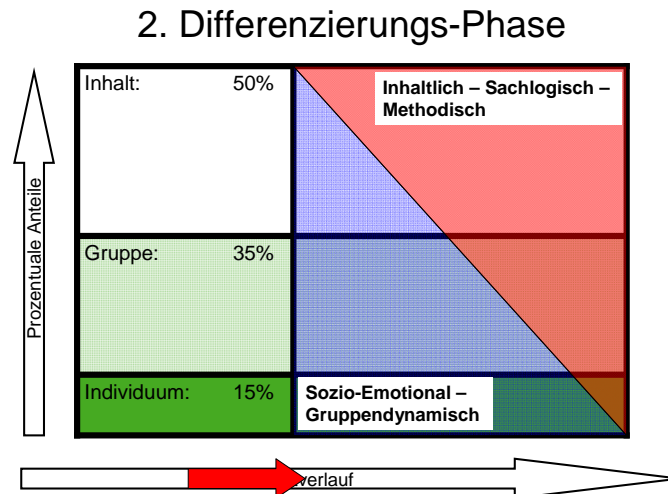 2. Differenzierungs-Phase
Inhalt: 50%
Inhaltlich – Sachlogisch –
Methodisch
Prozentuale Anteile
Gruppe: 35%
Individuum: 15%
Sozio-Emotional –
Gruppendynamisch
verlauf